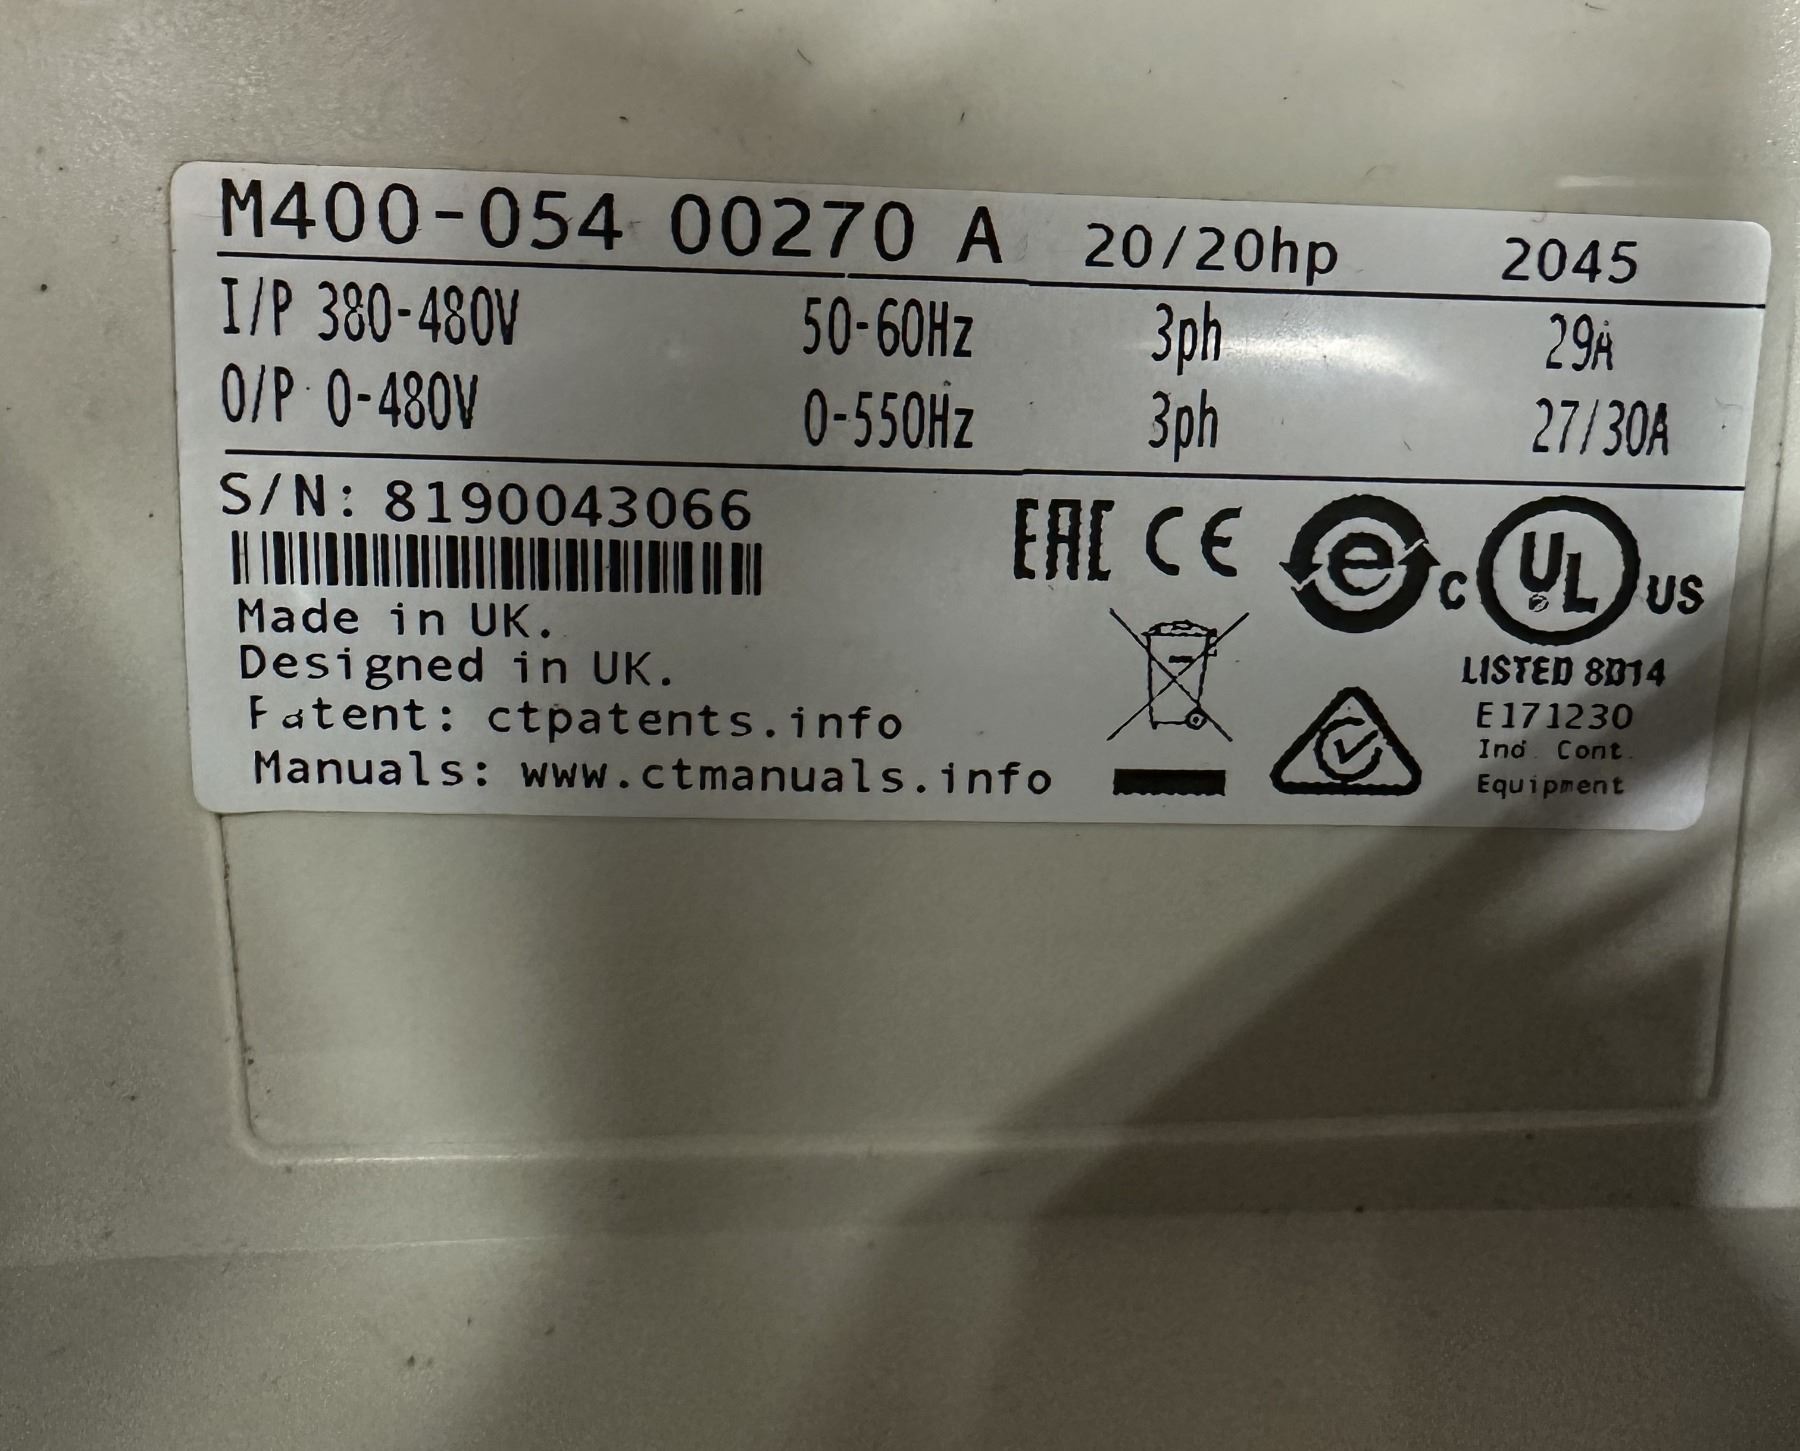 M400-054 00270 A 20/20hp 2045
I/P 380-480V 50-60Hz 3ph 29A
O/P 0-480V 0-550Hz 3ph 27/30A
S/N: 8190043066
EAC CE e C UL US
Made in UK.
Designed in UK.
LISTED 8D14
Patent: ctpatents.info
E171230
Ind. Cont.
Manuals: www.ctmanuals.info
Equipment